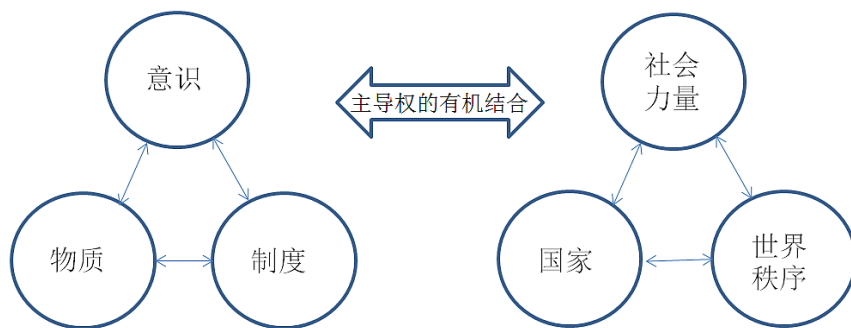 意识
主导权的有机结合
社会
力量
物质
制度
国家
世界
秩序